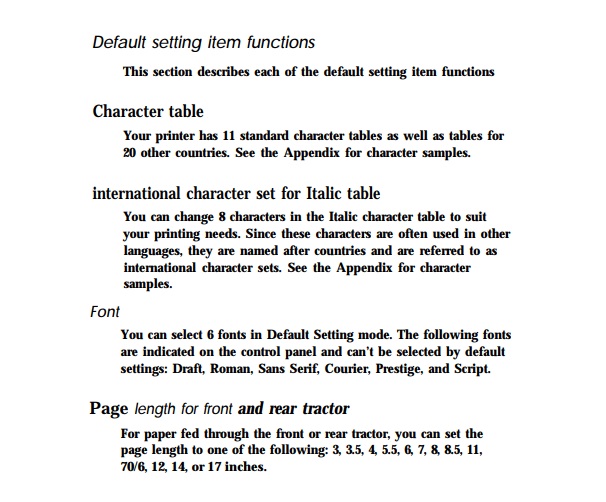 Default setting item functions
This section describes each of the default setting item functions
Character table
Your printer has 11 standard character tables as well as tables for
20 other countries. See the Appendix for character samples.
international character set for Italic table
You can change 8 characters in the Italic character table to suit
your printing needs. Since these characters are often used in other
languages, they are named after countries and are referred to as
international character sets. See the Appendix for character
samples.
Font
You can select 6 fonts in Default Setting mode. The following fonts
are indicated on the control panel and can't be selected by default
settings: Draft, Roman, Sans Serif, Courier, Prestige, and Script.
Page length for front and rear tractor
For paper fed through the front or rear tractor, you can set the
page length to one of the following: 3, 3.5, 4, 5.5, 6, 7, 8, 8.5, 11,
70/6, 12, 14, or 17 inches.